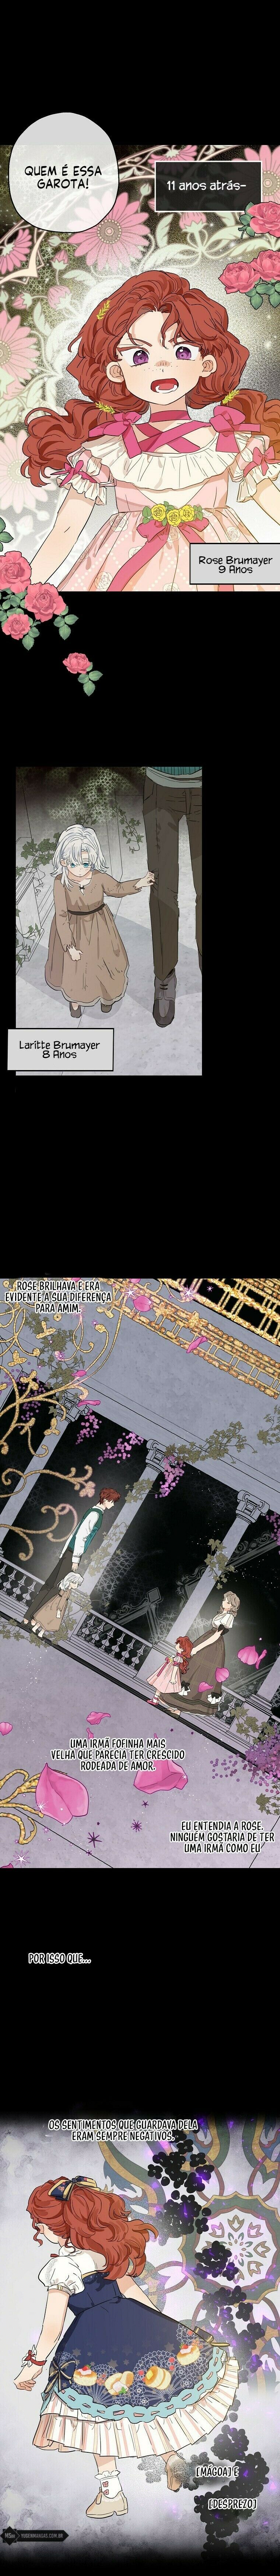 QUEM É ESSA
GAROTA!
11 anos atrás-
Rose Brumayer
9 Anos
Laritte Brumayer
8 Anos
ROSE BRILHAVA E ERA
EVIDENTE A SUA DIFERENÇA
PARA AMIM.
UMA IRMÃ FOFINHA MAIS
VELHA QUE PARECIA TER CRESCIDO
RODEADA DE AMOR.
EU ENTENDIA A ROSE.
NINGUÉM GOSTARIA DE TER
UMA IRMÃ COMO EU
POR ISSO QUE...
OS SENTIMENTOS QUE GUARDAVA DELA
ERAM SEMPRE NEGATIVOS.
[MÁGOA] E
[DESPREZO]